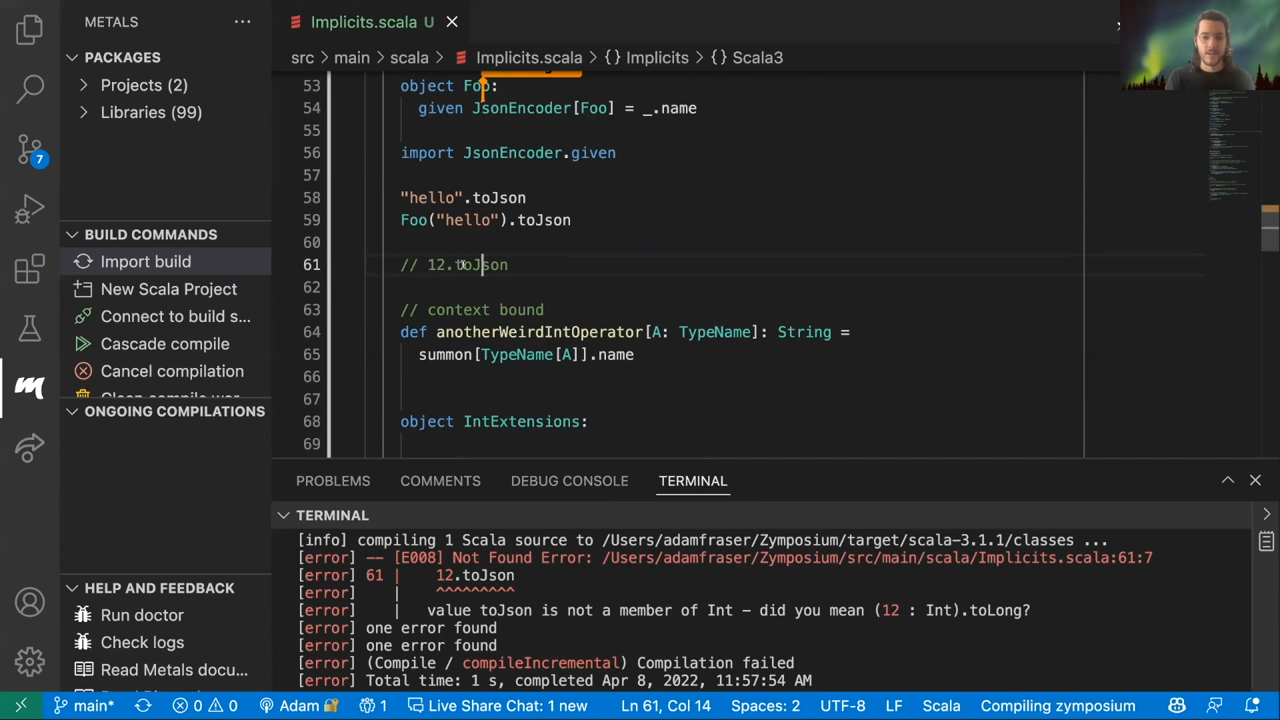 METALS
Implicits.scala U
src > main > scala > Implicits.scala > {} Implicits > {} Scala3
PACKAGES
Projects (2)
Libraries (99)
7
BUILD COMMANDS
Import build
New Scala Project
Connect to build s...
Cascade compile
Cancel compilation
ONGOING COMPILATIONS
HELP AND FEEDBACK
Run doctor
Check logs
Read Metals docu...
53 object Foo:
54 given JsonEncoder[Foo] = _.name
55
56 import JsonEncoder.given
57
58 "hello".toJson
59 Foo("hello").toJson
60
61 // 12.toJson
62
63 // context bound
64 def anotherWeirdIntOperator[A: TypeName]: String =
65 summon[TypeName[A]].name
66
67
68 object IntExtensions:
69
PROBLEMS COMMENTS DEBUG CONSOLE TERMINAL
TERMINAL
[info] compiling 1 Scala source to /Users/adamfraser/Zymposium/target/scala-3.1.1/classes ...
[error] -- [E008] Not Found Error: /Users/adamfraser/Zymposium/src/main/scala/Implicits.scala:61:7
[error] 61 | 12.toJson
[error] | ^^^^^^^^^
[error] | value toJson is not a member of Int - did you mean (12 : Int).toLong?
[error] one error found
[error] one error found
[error] (Compile / compileIncremental) Compilation failed
[error] Total time: 1 s, completed Apr 8, 2022, 11:57:54 AM
main* 0 0 Adam 1 Live Share Chat: 1 new Ln 61, Col 14 Spaces: 2 UTF-8 LF Scala Compiling zymposium